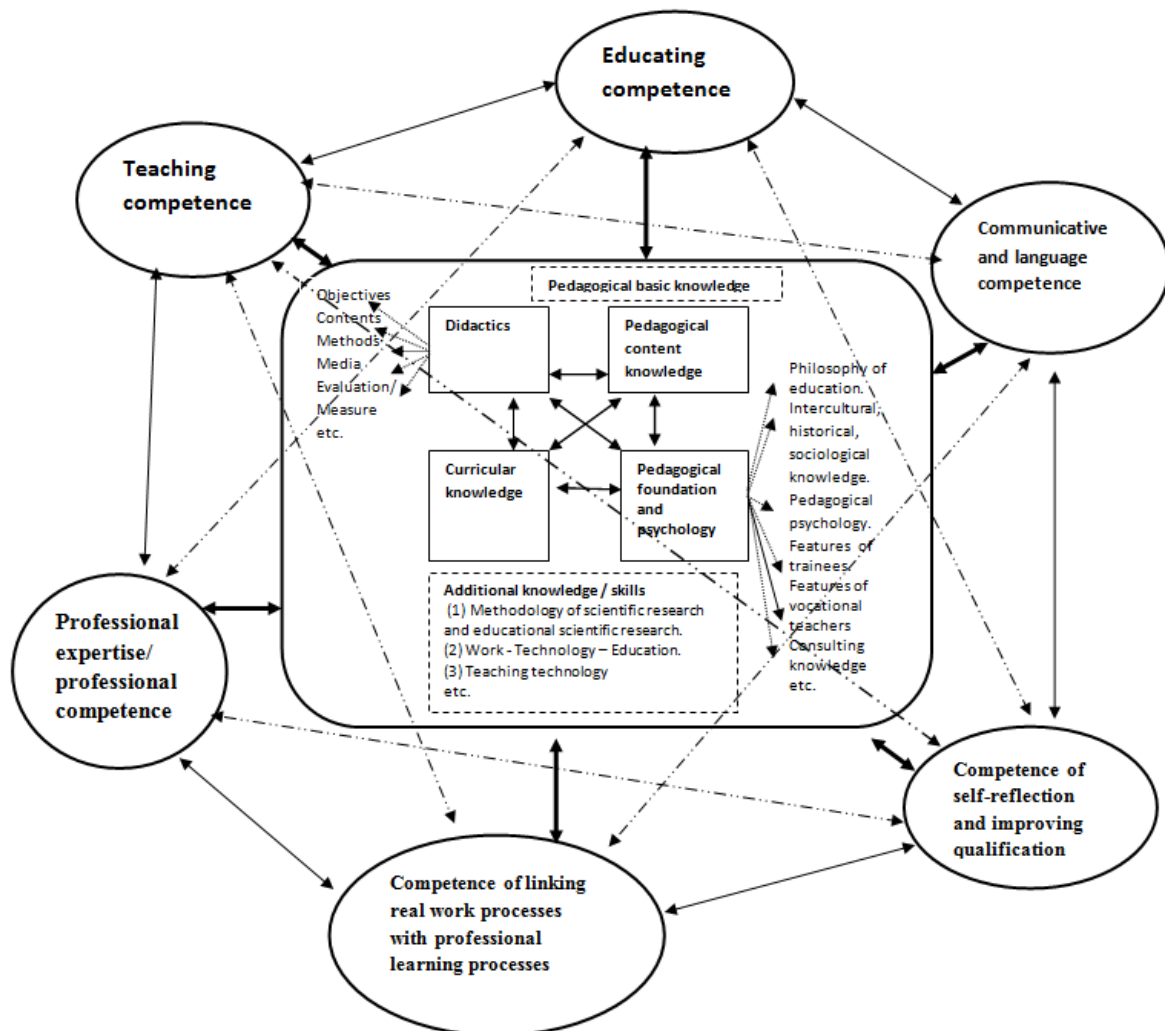 Educating
competence
Teaching
competence
Communicative
and language
competence
Pedagogical basic knowledge
Objectives
Contents
Methods
Media
Evaluation/
Measure
etc.
Didactics
Pedagogical
content
knowledge
Philosophy of
education.
Intercultural,
historical,
sociological
knowledge.
Pedagogical
psychology.
Features of
trainees
Features of
vocational
teachers
Consulting
knowledge
etc.
Curricular
knowledge
Pedagogical
foundation
and
psychology
Additional knowledge / skills
(1) Methodology of scientific research
and educational scientific research.
(2) Work - Technology – Education.
(3) Teaching technology
etc.
Professional
expertise/
professional
competence
Competence of
self-reflection
and improving
qualification
Competence of linking
real work processes
with professional
learning processes